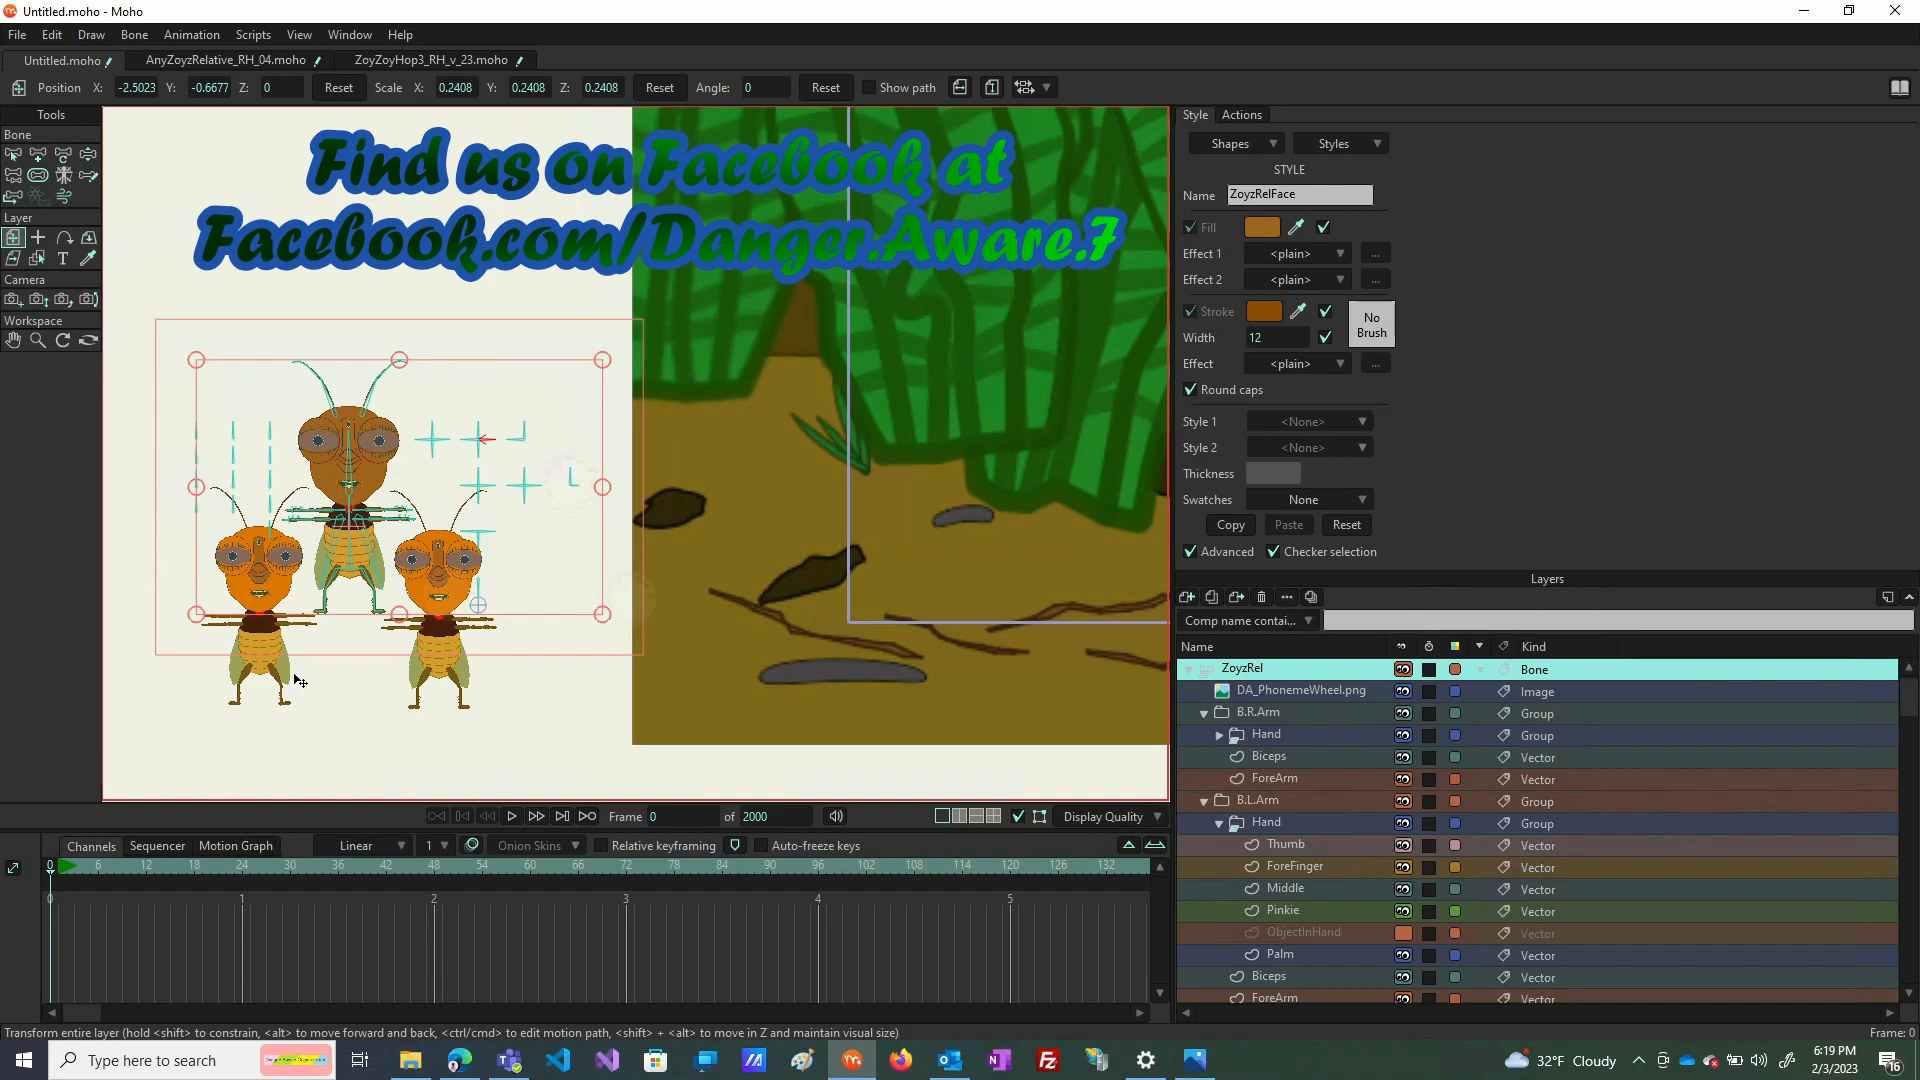 Untitled.moho - Moho
File Edit Draw Bone Animation Scripts View Window Help
Untitled.moho AnyZoyzRelative_RH_04.moho ZoyZoyHop3_RH_v_23.moho
Position X: -2.5023 Y: -0.6677 Z: 0 Reset Scale X: 0.2408 Y: 0.2408 Z: 0.2408 Reset Angle: 0 Reset Show path
Tools
Bone
Layer
Camera
Workspace
Find us on Facebook at
Facebook.com/Danger.Aware.7
Style Actions
Shapes Styles
STYLE
Name ZoyzRelFace
Fill
Effect 1 <plain> ...
Effect 2 <plain> ...
Stroke
No
Brush
Width 12
Effect <plain> ...
Round caps
Style 1 <None>
Style 2 <None>
Thickness
Swatches None
Copy Paste Reset
Advanced Checker selection
Layers
Comp name contai...
Name Kind
ZoyzRel Bone
DA_PhonemeWheel.png Image
B.R.Arm Group
Hand Group
Biceps Vector
ForeArm Vector
B.L.Arm Group
Hand Group
Thumb Vector
ForeFinger Vector
Middle Vector
Pinkie Vector
ObjectInHand Vector
Palm Vector
Biceps Vector
ForeArm Vector
Frame 0 of 2000 Display Quality
Channels Sequencer Motion Graph Linear 1 Onion Skins Relative keyframing Auto-freeze keys
0 6 12 18 24 30 36 42 48 54 60 66 72 78 84 90 96 102 108 114 120 126 132
0 1 2 3 4 5
Transform entire layer (hold <shift> to constrain, <alt> to move forward and back, <ctrl/cmd> to edit motion path, <shift> + <alt> to move in Z and maintain visual size) Frame: 0
Type here to search
32°F Cloudy
6:19 PM
2/3/2023
16